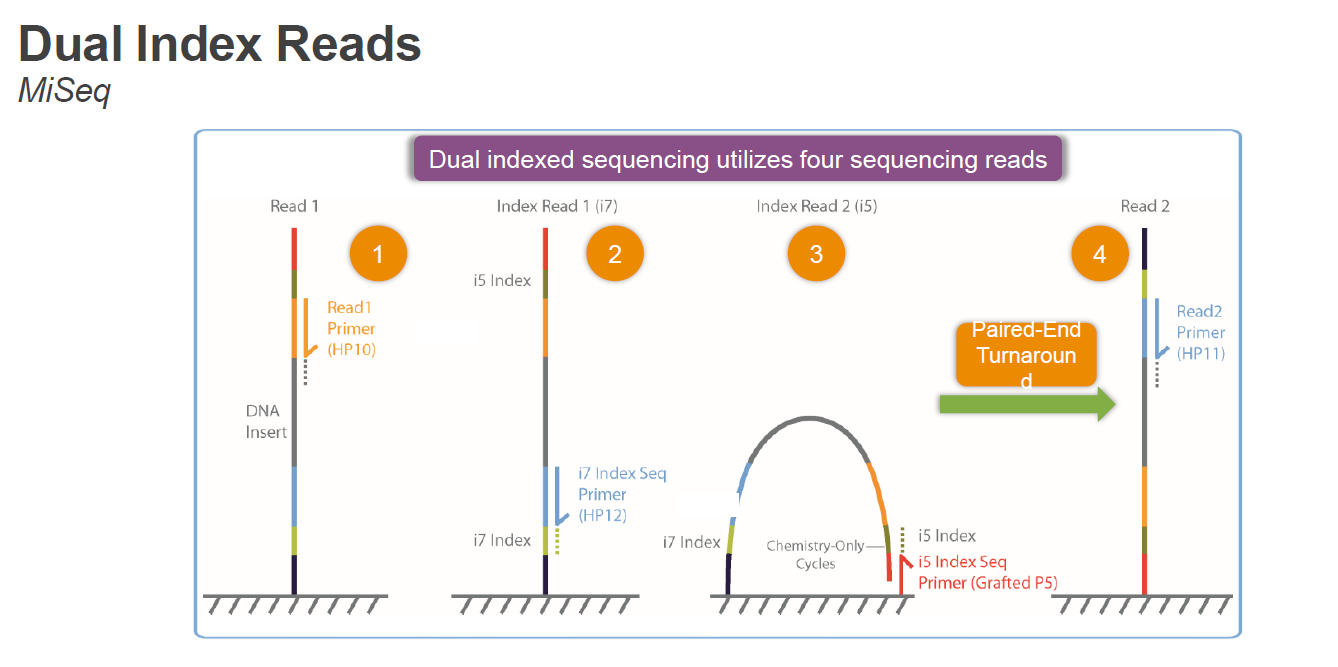 Dual Index Reads
MiSeq
Dual indexed sequencing utilizes four sequencing reads
Read 1
1
Read1
Primer
(HP10)
DNA
Insert
Index Read 1 (i7)
2
i5 Index
i7 Index Seq
Primer
(HP12)
i7 Index
Index Read 2 (i5)
3
i7 Index
Chemistry-Only
Cycles
i5 Index
i5 Index Seq
Primer (Grafted P5)
Paired-End
Turnaroun
d
Read 2
4
Read2
Primer
(HP11)